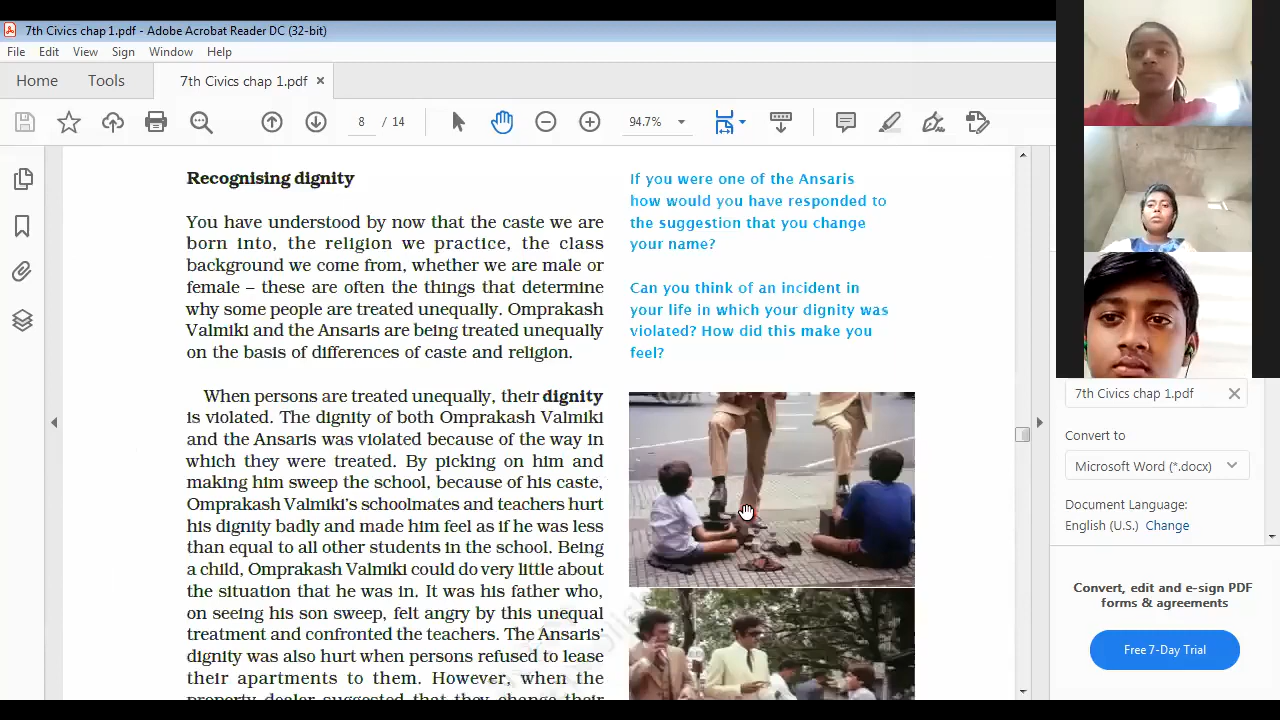 7th Civics chap 1.pdf - Adobe Acrobat Reader DC (32-bit)
File Edit View Sign Window Help
Home Tools 7th Civics chap 1.pdf ×
8 / 14 94.7%
Recognising dignity
You have understood by now that the caste we are
born into, the religion we practice, the class
background we come from, whether we are male or
female – these are often the things that determine
why some people are treated unequally. Omprakash
Valmiki and the Ansaris are being treated unequally
on the basis of differences of caste and religion.
When persons are treated unequally, their dignity
is violated. The dignity of both Omprakash Valmiki
and the Ansaris was violated because of the way in
which they were treated. By picking on him and
making him sweep the school, because of his caste,
Omprakash Valmiki's schoolmates and teachers hurt
his dignity badly and made him feel as if he was less
than equal to all other students in the school. Being
a child, Omprakash Valmiki could do very little about
the situation that he was in. It was his father who,
on seeing his son sweep, felt angry by this unequal
treatment and confronted the teachers. The Ansaris'
dignity was also hurt when persons refused to lease
their apartments to them. However, when the
property dealer suggested that they change their
If you were one of the Ansaris
how would you have responded to
the suggestion that you change
your name?
Can you think of an incident in
your life in which your dignity was
violated? How did this make you
feel?
7th Civics chap 1.pdf
Convert to
Microsoft Word (*.docx)
Document Language:
English (U.S.) Change
Convert, edit and e-sign PDF
forms & agreements
Free 7-Day Trial